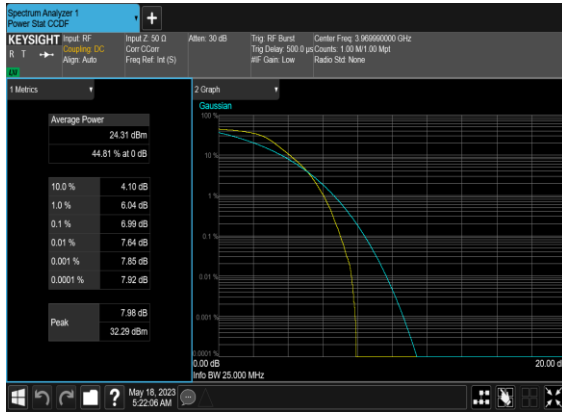 Spectrum Analyzer 1
Power Stat CCDF
+
KEYSIGHT
R T
LXI
Input: RF
Coupling: DC
Align: Auto
Input Z: 50 Ω
Corr CCorr
Freq Ref: Int (S)
Atten: 30 dB
Trig: RF Burst
Trig Delay: 500.0 µs
#IF Gain: Low
Center Freq: 3.969990000 GHz
Counts: 1.00 M/1.00 Mpt
Radio Std: None
1 Metrics
Average Power
24.31 dBm
44.81 % at 0 dB
10.0 % 4.10 dB
1.0 % 6.04 dB
0.1 % 6.99 dB
0.01 % 7.64 dB
0.001 % 7.85 dB
0.0001 % 7.92 dB
Peak
7.98 dB
32.29 dBm
2 Graph
Gaussian
100 %
10 %
1 %
0.1 %
0.01 %
0.001 %
0.0001 %
0.00 dB
20.00 dB
Info BW 25.000 MHz
?
May 18, 2023
5:22:06 AM